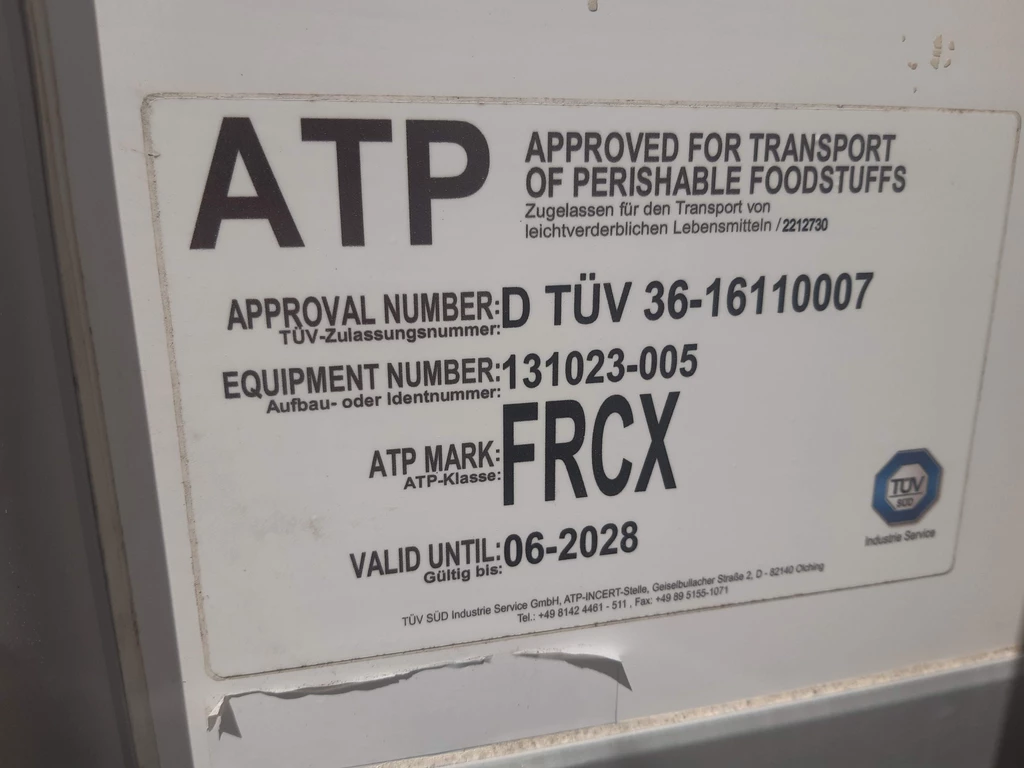 ATP
APPROVED FOR TRANSPORT
OF PERISHABLE FOODSTUFFS
Zugelassen für den Transport von
leichtverderblichen Lebensmitteln / 2212730
APPROVAL NUMBER: D TÜV 36-16110007
TÜV-Zulassungsnummer:
EQUIPMENT NUMBER: 131023-005
Aufbau- oder Identnummer:
ATP MARK: FRCX
ATP-Klasse:
VALID UNTIL: 06-2028
Gültig bis:
TÜV
SÜD
Industrie Service
TÜV SÜD Industrie Service GmbH, ATP-INCERT-Stelle, Geiselbullacher Straße 2, D - 82140 Olching
Tel.: +49 8142 4461 - 511 , Fax: +49 89 5155-1071